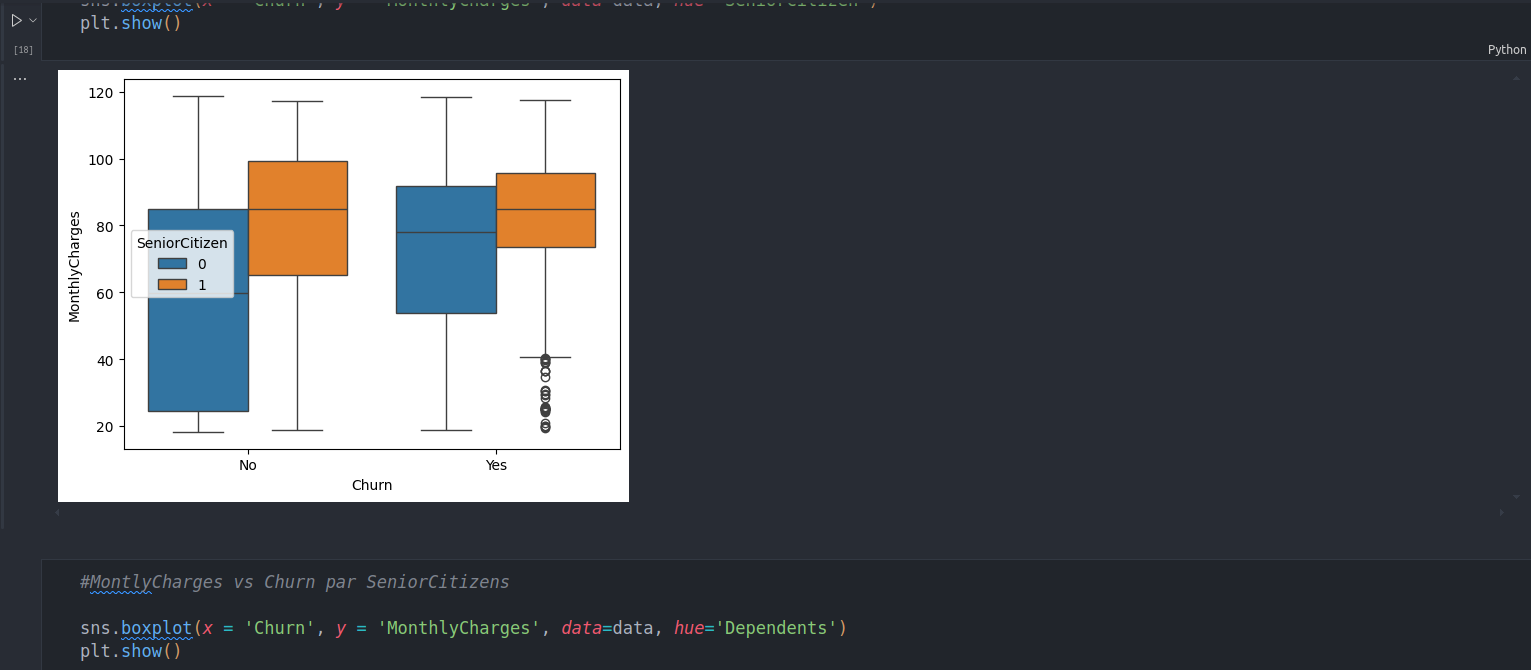 sns.boxplot(x = 'Churn', y = 'MonthlyCharges', data=data, hue='SeniorCitizen')
plt.show()
[18]
Python
...
120
100
80
60
40
20
MonthlyCharges
SeniorCitizen
0
1
No
Yes
Churn
#MontlyCharges vs Churn par SeniorCitizens
sns.boxplot(x = 'Churn', y = 'MonthlyCharges', data=data, hue='Dependents')
plt.show()